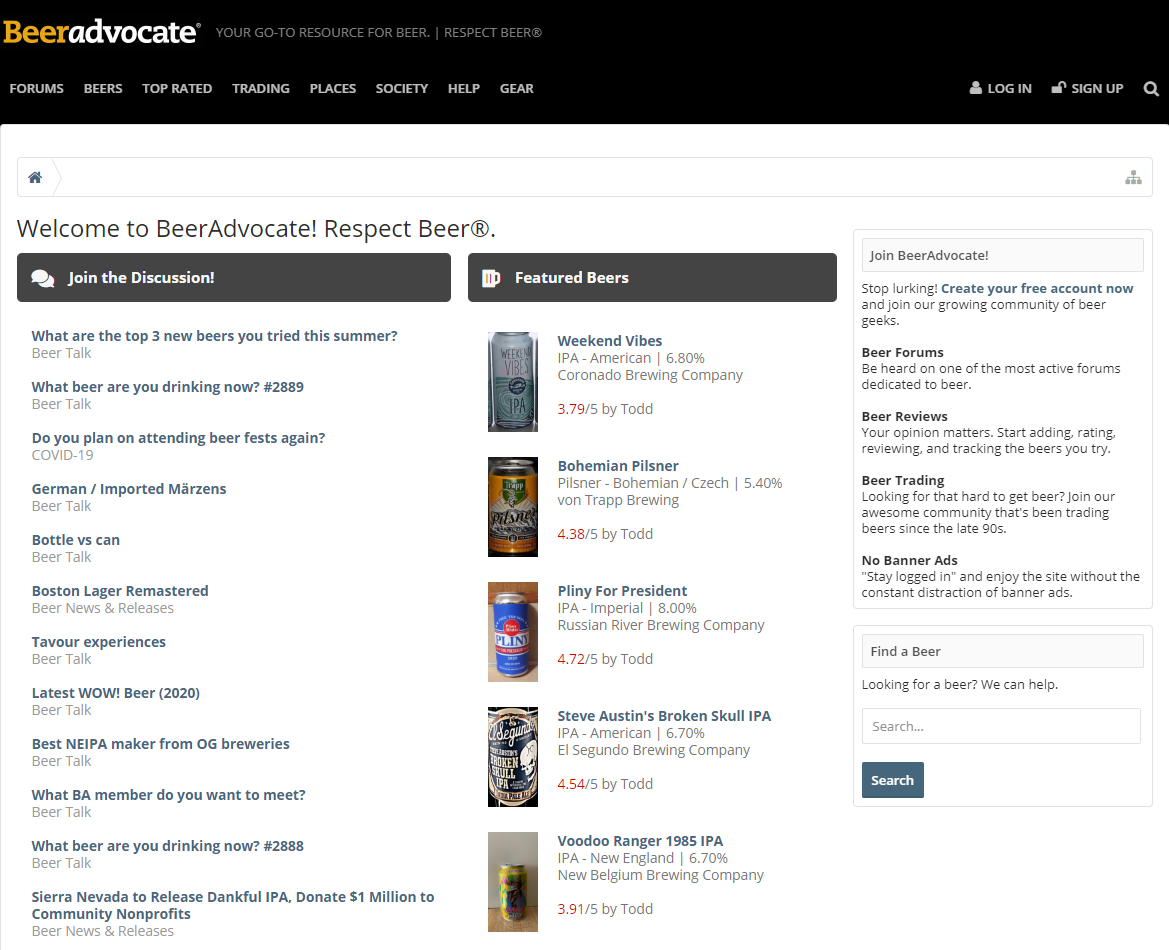 Beeradvocate®
YOUR GO-TO RESOURCE FOR BEER. | RESPECT BEER®
FORUMS BEERS TOP RATED TRADING PLACES SOCIETY HELP GEAR
LOG IN SIGN UP
Welcome to BeerAdvocate! Respect Beer®.
Join the Discussion!
What are the top 3 new beers you tried this summer?
Beer Talk
What beer are you drinking now? #2889
Beer Talk
Do you plan on attending beer fests again?
COVID-19
German / Imported Märzens
Beer Talk
Bottle vs can
Beer Talk
Boston Lager Remastered
Beer News & Releases
Tavour experiences
Beer Talk
Latest WOW! Beer (2020)
Beer Talk
Best NEIPA maker from OG breweries
Beer Talk
What BA member do you want to meet?
Beer Talk
What beer are you drinking now? #2888
Beer Talk
Sierra Nevada to Release Dankful IPA, Donate $1 Million to
Community Nonprofits
Beer News & Releases
Featured Beers
WEEKEND
VIBES
IPA
Weekend Vibes
IPA - American | 6.80%
Coronado Brewing Company
3.79/5 by Todd
Trapp
Pilsner
Bohemian Pilsner
Pilsner - Bohemian / Czech | 5.40%
von Trapp Brewing
4.38/5 by Todd
PLINY
Pliny For President
IPA - Imperial | 8.00%
Russian River Brewing Company
4.72/5 by Todd
El Segundo
BROKEN
SKULL
IPA
INDIA PALE ALE
Steve Austin's Broken Skull IPA
IPA - American | 6.70%
El Segundo Brewing Company
4.54/5 by Todd
Voodoo Ranger 1985 IPA
IPA - New England | 6.70%
New Belgium Brewing Company
3.91/5 by Todd
Join BeerAdvocate!
Stop lurking! Create your free account now
and join our growing community of beer
geeks.
Beer Forums
Be heard on one of the most active forums
dedicated to beer.
Beer Reviews
Your opinion matters. Start adding, rating,
reviewing, and tracking the beers you try.
Beer Trading
Looking for that hard to get beer? Join our
awesome community that's been trading
beers since the late 90s.
No Banner Ads
"Stay logged in" and enjoy the site without the
constant distraction of banner ads.
Find a Beer
Looking for a beer? We can help.
Search...
Search